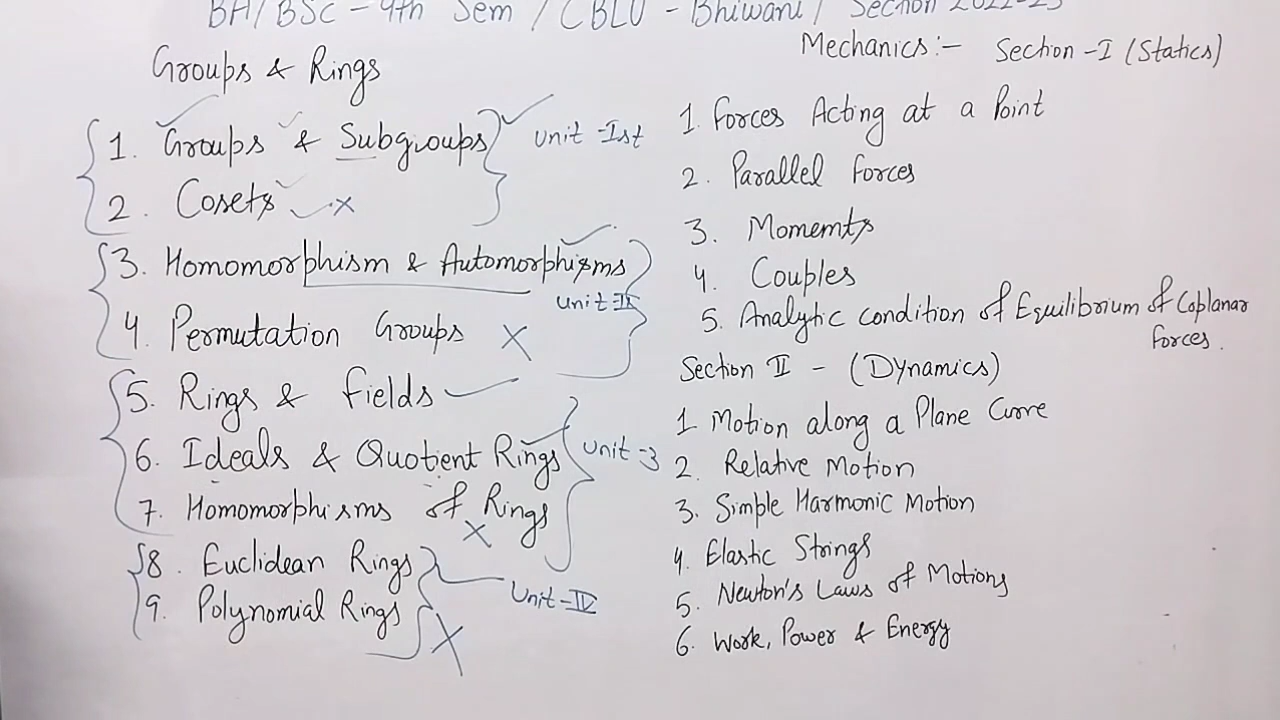 BA/BSc - 4th Sem / CBLU - Bhiwani / Section 2022-23
Groups & Rings
1. Groups & Subgroups
Unit-Ist
2. Cosets
3. Homomorphism & Automorphisms
Unit-II
4. Permutation Groups
5. Rings & Fields
6. Ideals & Quotient Rings
Unit-3
7. Homomorphisms of Rings
8. Euclidean Rings
Unit-IV
9. Polynomial Rings
Mechanics:- Section-I (Statics)
1. Forces Acting at a Point
2. Parallel Forces
3. Momemts
4. Couples
5. Analytic condition of Equilibrium of Coplanar
Forces.
Section II - (Dynamics)
1 Motion along a Plane Curve
2. Relative Motion
3. Simple Harmonic Motion
4. Elastic Strings
5. Newton's Laws of Motions
6. Work, Power & Energy